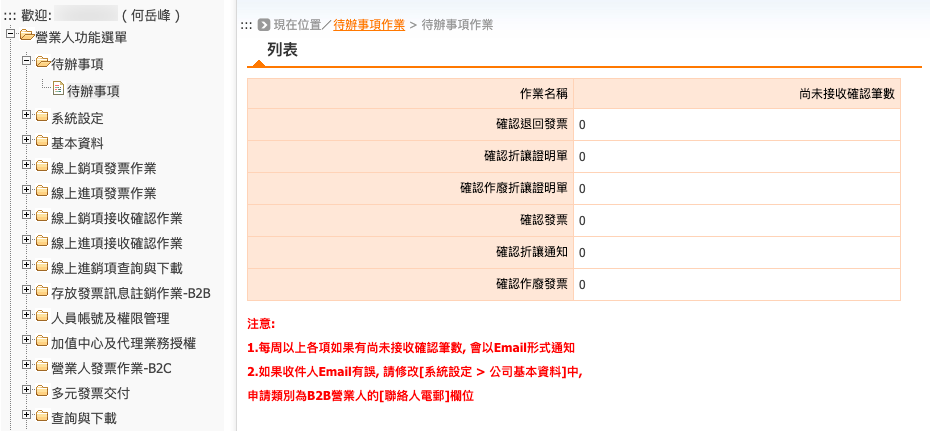 ::: 歡迎: ( 何岳峰 )
營業人功能選單
待辦事項
待辦事項
系統設定
基本資料
線上銷項發票作業
線上進項發票作業
線上銷項接收確認作業
線上進項接收確認作業
線上進銷項查詢與下載
存放發票訊息註銷作業-B2B
人員帳號及權限管理
加值中心及代理業務授權
營業人發票作業-B2C
多元發票交付
查詢與下載
::: 現在位置／待辦事項作業 > 待辦事項作業
列表
作業名稱 尚未接收確認筆數
確認退回發票 0
確認折讓證明單 0
確認作廢折讓證明單 0
確認發票 0
確認折讓通知 0
確認作廢發票 0
注意:
1.每周以上各項如果有尚未接收確認筆數, 會以Email形式通知
2.如果收件人Email有誤, 請修改[系統設定 > 公司基本資料]中,
申請類別為B2B營業人的[聯絡人電郵]欄位